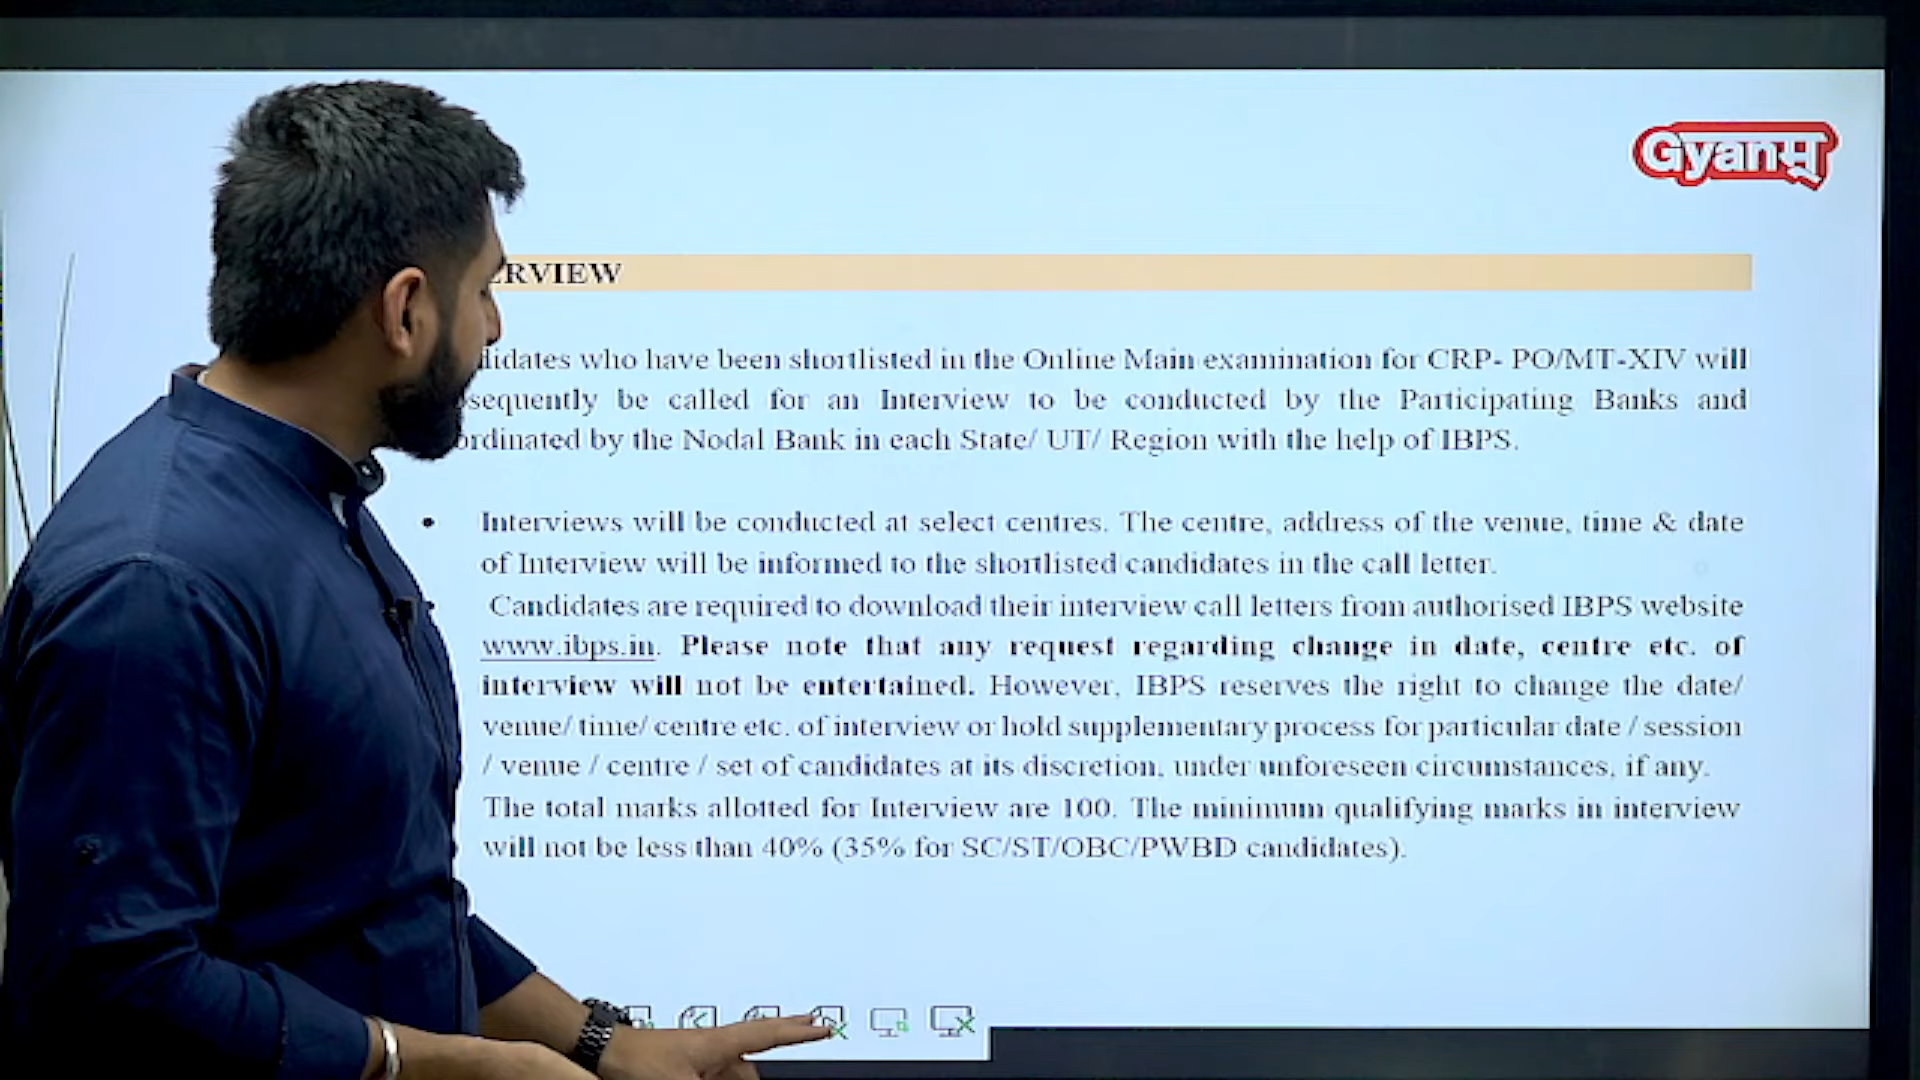 Gyanम्
ERVIEW
didates who have been shortlisted in the Online Main examination for CRP- PO/MT-XIV will
sequently be called for an Interview to be conducted by the Participating Banks and
ordinated by the Nodal Bank in each State/ UT/ Region with the help of IBPS.
• Interviews will be conducted at select centres. The centre, address of the venue, time & date
of Interview will be informed to the shortlisted candidates in the call letter.
Candidates are required to download their interview call letters from authorised IBPS website
www.ibps.in. Please note that any request regarding change in date, centre etc. of
interview will not be entertained. However, IBPS reserves the right to change the date/
venue/ time/ centre etc. of interview or hold supplementary process for particular date / session
/ venue / centre / set of candidates at its discretion, under unforeseen circumstances, if any.
The total marks allotted for Interview are 100. The minimum qualifying marks in interview
will not be less than 40% (35% for SC/ST/OBC/PWBD candidates).